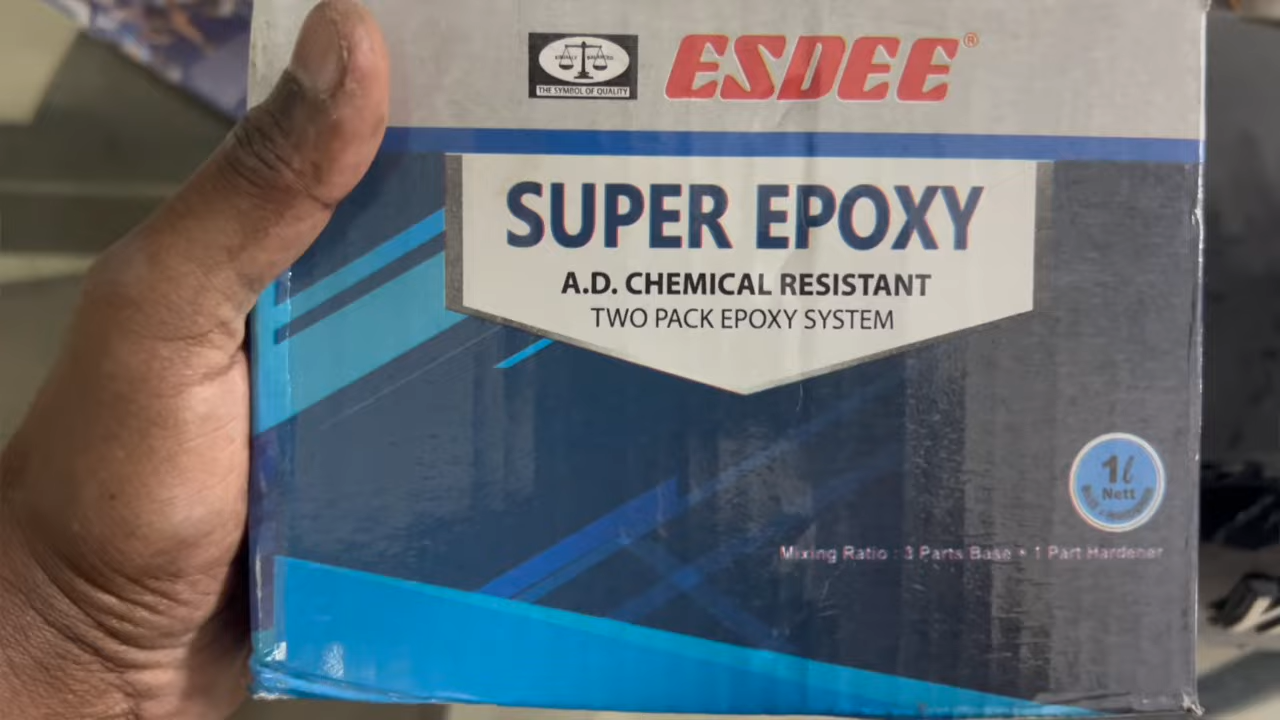 ESDEE®
THE SYMBOL OF QUALITY
SUPER EPOXY
A.D. CHEMICAL RESISTANT
TWO PACK EPOXY SYSTEM
1ℓ
Nett
Mixing Ratio : 3 Parts Base + 1 Part Hardener